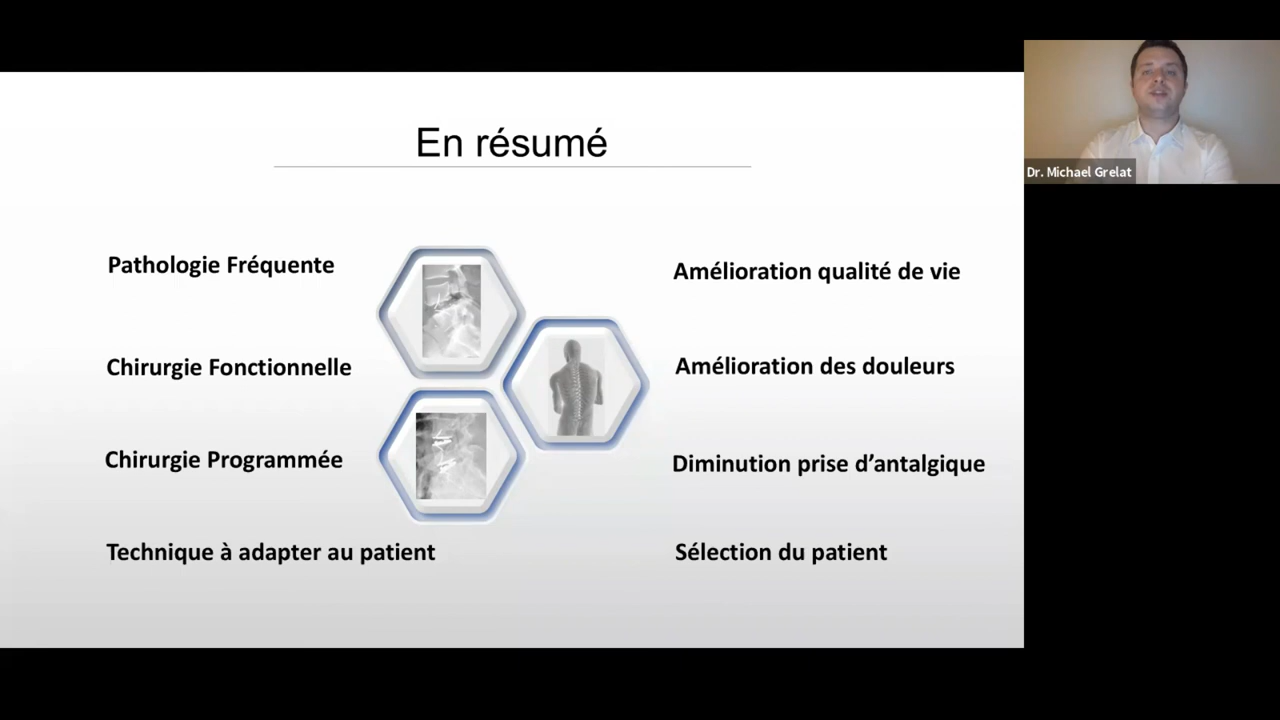 En résumé
Pathologie Fréquente
Chirurgie Fonctionnelle
Chirurgie Programmée
Technique à adapter au patient
Amélioration qualité de vie
Amélioration des douleurs
Diminution prise d’antalgique
Sélection du patient
Dr. Michael Grelat